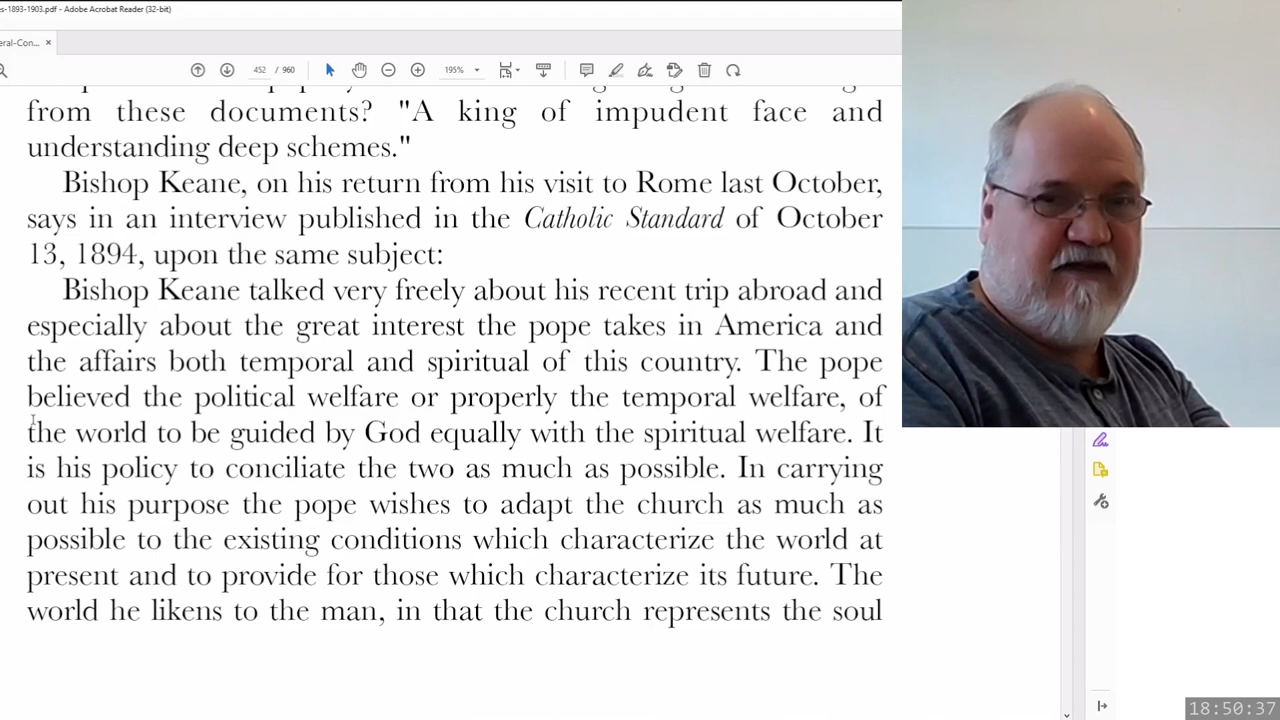 s-1893-1903.pdf - Adobe Acrobat Reader (32-bit)
eral-Con... ×
452 / 960
195%
from these documents? "A king of impudent face and
understanding deep schemes."
Bishop Keane, on his return from his visit to Rome last October,
says in an interview published in the Catholic Standard of October
13, 1894, upon the same subject:
Bishop Keane talked very freely about his recent trip abroad and
especially about the great interest the pope takes in America and
the affairs both temporal and spiritual of this country. The pope
believed the political welfare or properly the temporal welfare, of
the world to be guided by God equally with the spiritual welfare. It
is his policy to conciliate the two as much as possible. In carrying
out his purpose the pope wishes to adapt the church as much as
possible to the existing conditions which characterize the world at
present and to provide for those which characterize its future. The
world he likens to the man, in that the church represents the soul
18:50:37